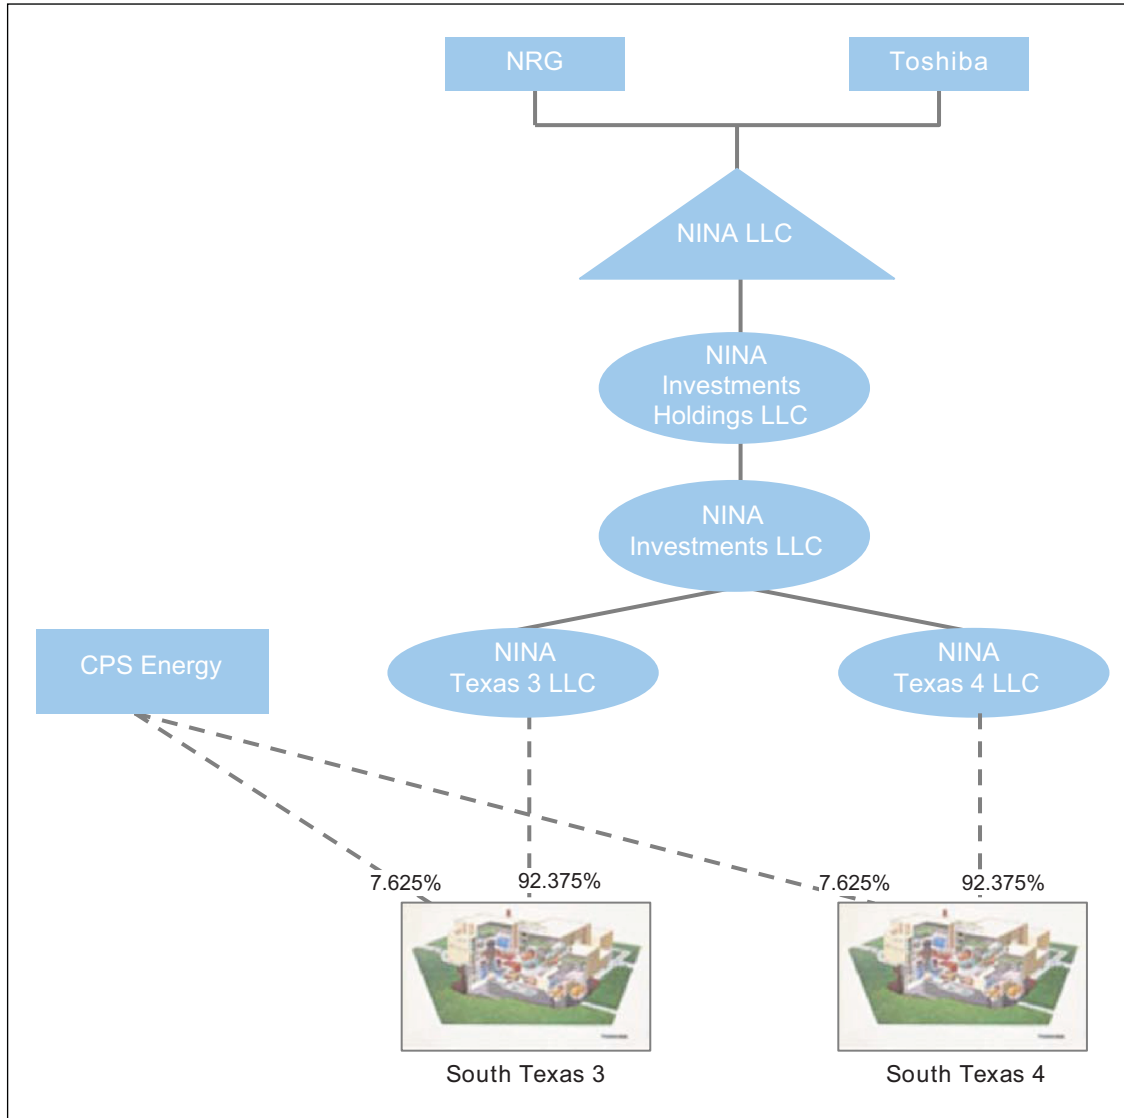 NRG
Toshiba
NINA LLC
NINA
Investments
Holdings LLC
NINA
Investments LLC
CPS Energy
NINA
Texas 3 LLC
NINA
Texas 4 LLC
7.625%
92.375%
7.625%
92.375%
South Texas 3
South Texas 4